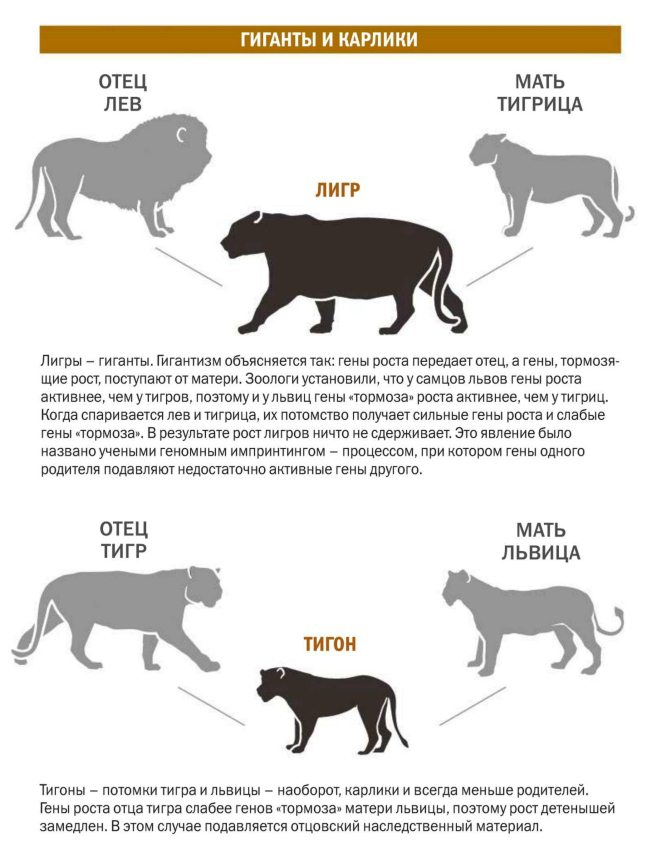 ГИГАНТЫ И КАРЛИКИ
ОТЕЦ
ЛЕВ
МАТЬ
ТИГРИЦА
ЛИГР
Лигры – гиганты. Гигантизм объясняется так: гены роста передает отец, а гены, тормозя-
щие рост, поступают от матери. Зоологи установили, что у самцов львов гены роста
активнее, чем у тигров, поэтому и у львиц гены «тормоза» роста активнее, чем у тигриц.
Когда спаривается лев и тигрица, их потомство получает сильные гены роста и слабые
гены «тормоза». В результате рост лигров ничто не сдерживает. Это явление было
названо учеными геномным импринтингом – процессом, при котором гены одного
родителя подавляют недостаточно активные гены другого.
ОТЕЦ
ТИГР
МАТЬ
ЛЬВИЦА
ТИГОН
Тигоны – потомки тигра и львицы – наоборот, карлики и всегда меньше родителей.
Гены роста отца тигра слабее генов «тормоза» матери львицы, поэтому рост детенышей
замедлен. В этом случае подавляется отцовский наследственный материал.